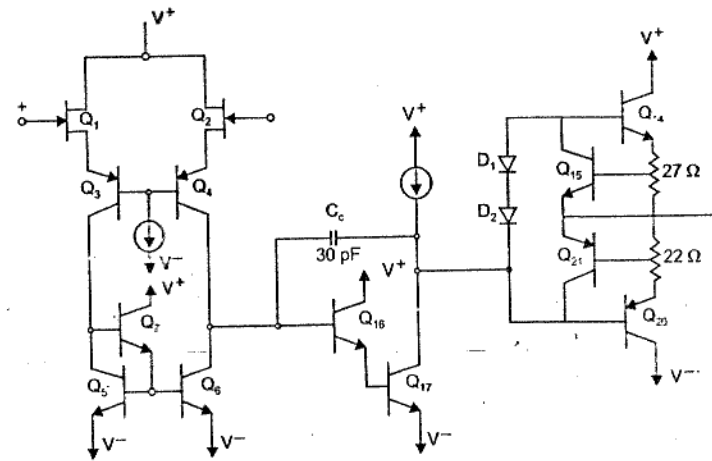 V+
+
Q1
Q2
Q3
Q4
V−
V+
Q7
Q5
Q6
V−
V−
Cc
30 pF
V+
V+
Q16
Q17
V−
D1
D2
V+
Q14
Q15
27 Ω
Q21
22 Ω
Q20
V−